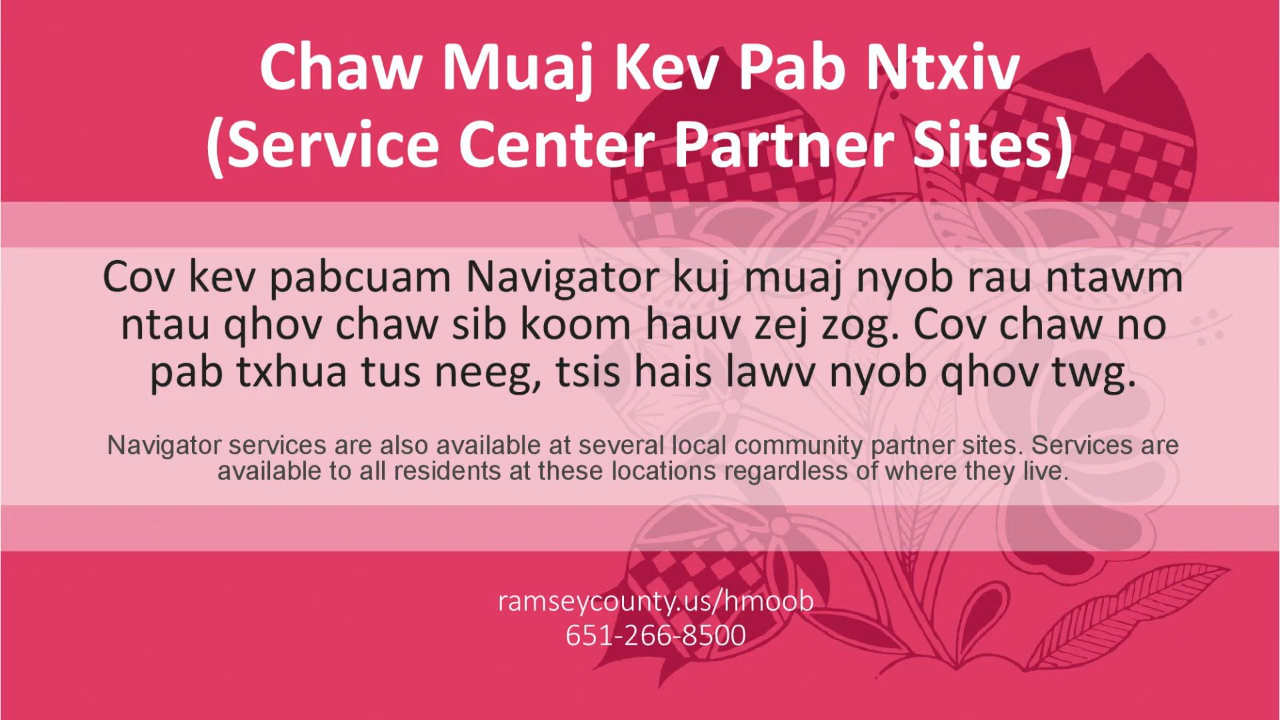 Chaw Muaj Kev Pab Ntxiv
(Service Center Partner Sites)
Cov kev pabcuam Navigator kuj muaj nyob rau ntawm
ntau qhov chaw sib koom hauv zej zog. Cov chaw no
pab txhua tus neeg, tsis hais lawv nyob qhov twg.
Navigator services are also available at several local community partner sites. Services are
available to all residents at these locations regardless of where they live.
ramseycounty.us/hmoob
651-266-8500